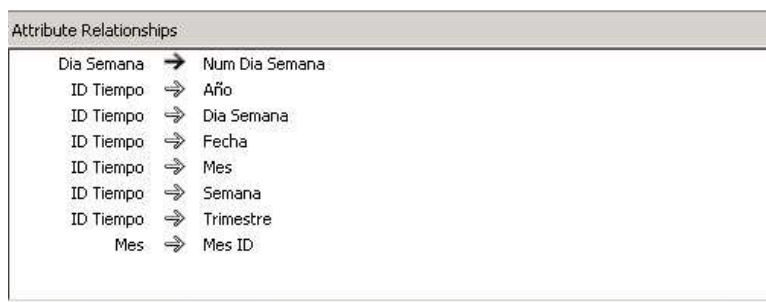 Attribute Relationships
Dia Semana → Num Dia Semana
ID Tiempo ⇒ Año
ID Tiempo ⇒ Dia Semana
ID Tiempo ⇒ Fecha
ID Tiempo ⇒ Mes
ID Tiempo ⇒ Semana
ID Tiempo ⇒ Trimestre
Mes ⇒ Mes ID